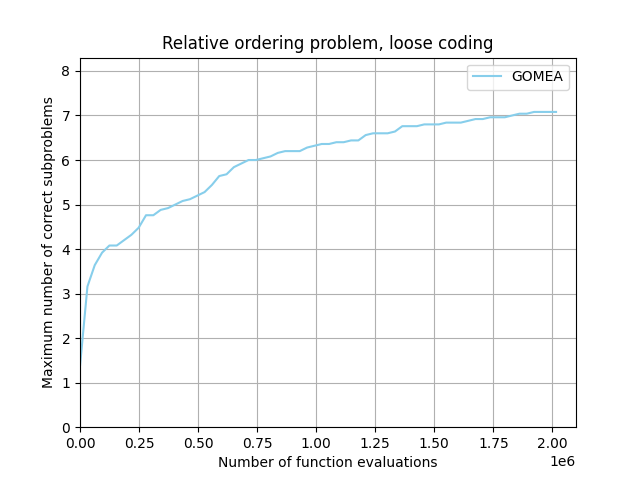 Relative ordering problem, loose coding
GOMEA
Maximum number of correct subproblems
8
7
6
5
4
3
2
1
0
0.00 0.25 0.50 0.75 1.00 1.25 1.50 1.75 2.00
1e6
Number of function evaluations